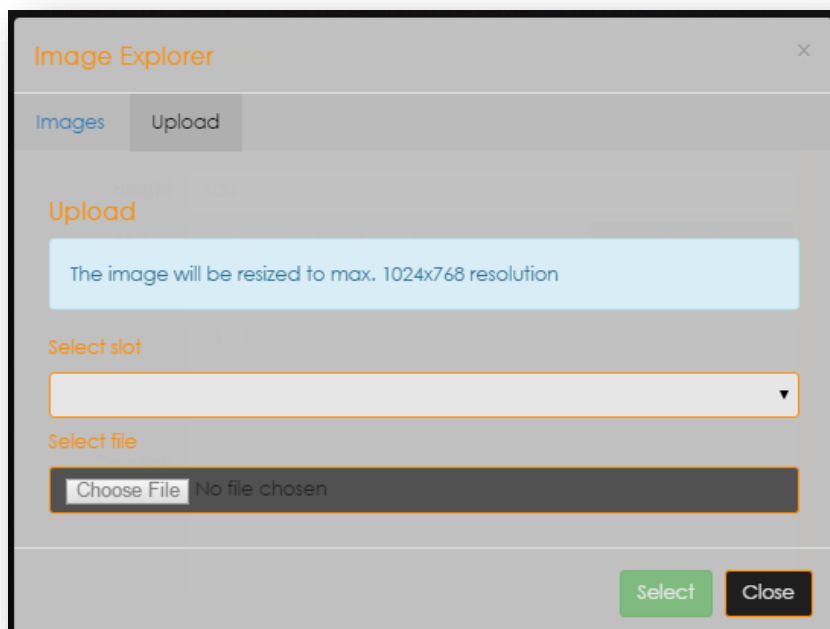 Image Explorer
×
Images Upload
Upload
The image will be resized to max. 1024x768 resolution
Select slot
Select file
Choose File No file chosen
Select Close